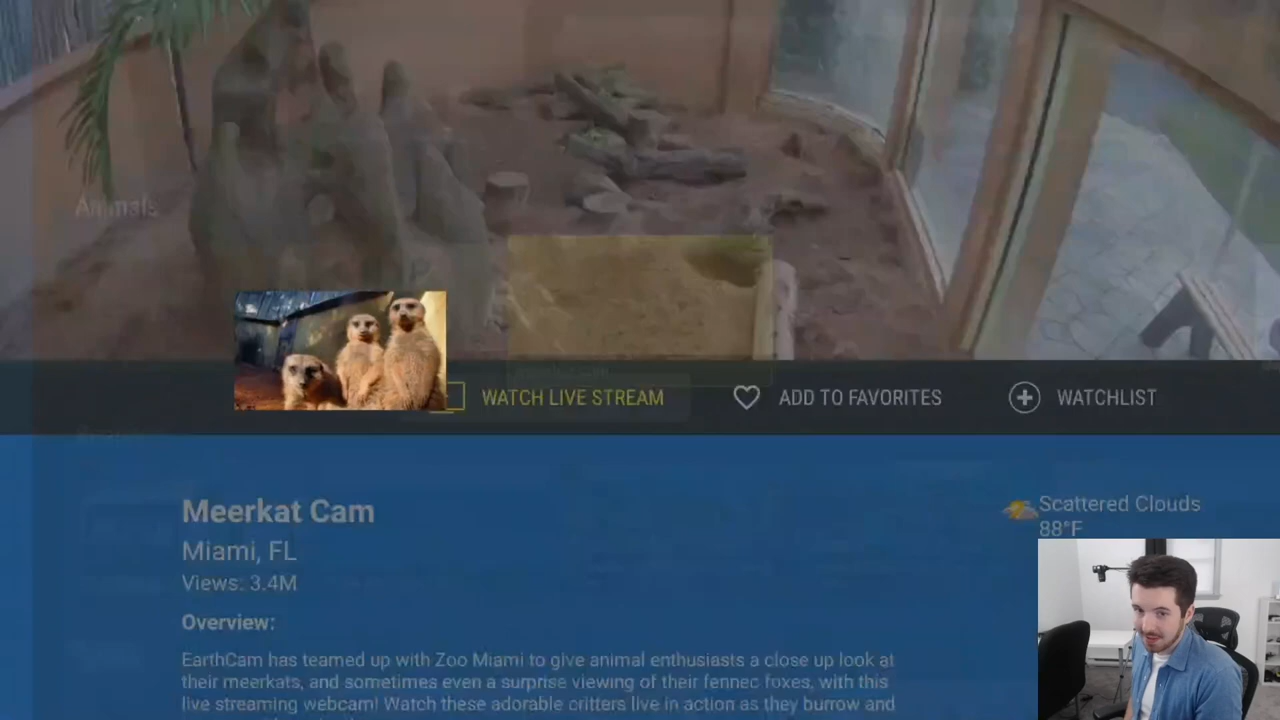 Animals
WATCH LIVE STREAM
ADD TO FAVORITES
WATCHLIST
Meerkat Cam
Scattered Clouds
88°F
Miami, FL
Views: 3.4M
Overview:
EarthCam has teamed up with Zoo Miami to give animal enthusiasts a close up look at
their meerkats, and sometimes even a surprise viewing of their fennec foxes, with this
live streaming webcam! Watch these adorable critters live in action as they burrow and